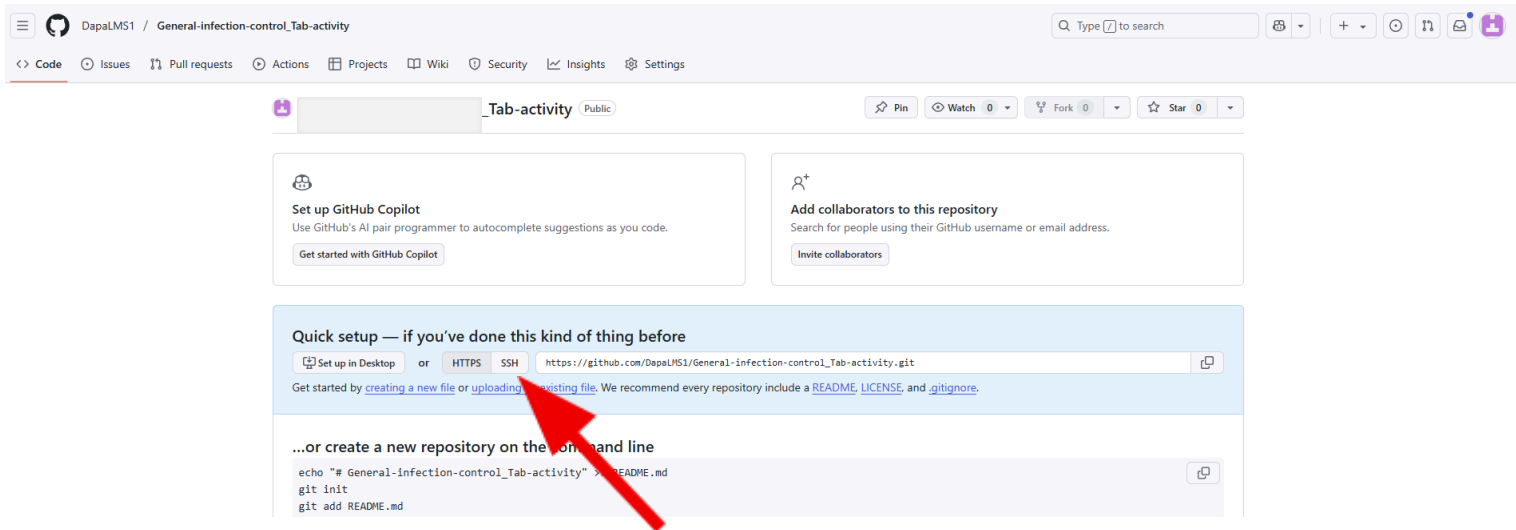 DapaLMS1 / General-infection-control_Tab-activity
Type / to search
<> Code Issues Pull requests Actions Projects Wiki Security Insights Settings
_Tab-activity Public
Pin Watch 0 Fork 0 Star 0
Set up GitHub Copilot
Use GitHub's AI pair programmer to autocomplete suggestions as you code.
Get started with GitHub Copilot
Add collaborators to this repository
Search for people using their GitHub username or email address.
Invite collaborators
Quick setup — if you've done this kind of thing before
Set up in Desktop or HTTPS SSH https://github.com/DapaLMS1/General-infection-control_Tab-activity.git
Get started by creating a new file or uploading existing file. We recommend every repository include a README, LICENSE, and .gitignore.
...or create a new repository on the command line
echo "# General-infection-control_Tab-activity" > README.md
git init
git add README.md